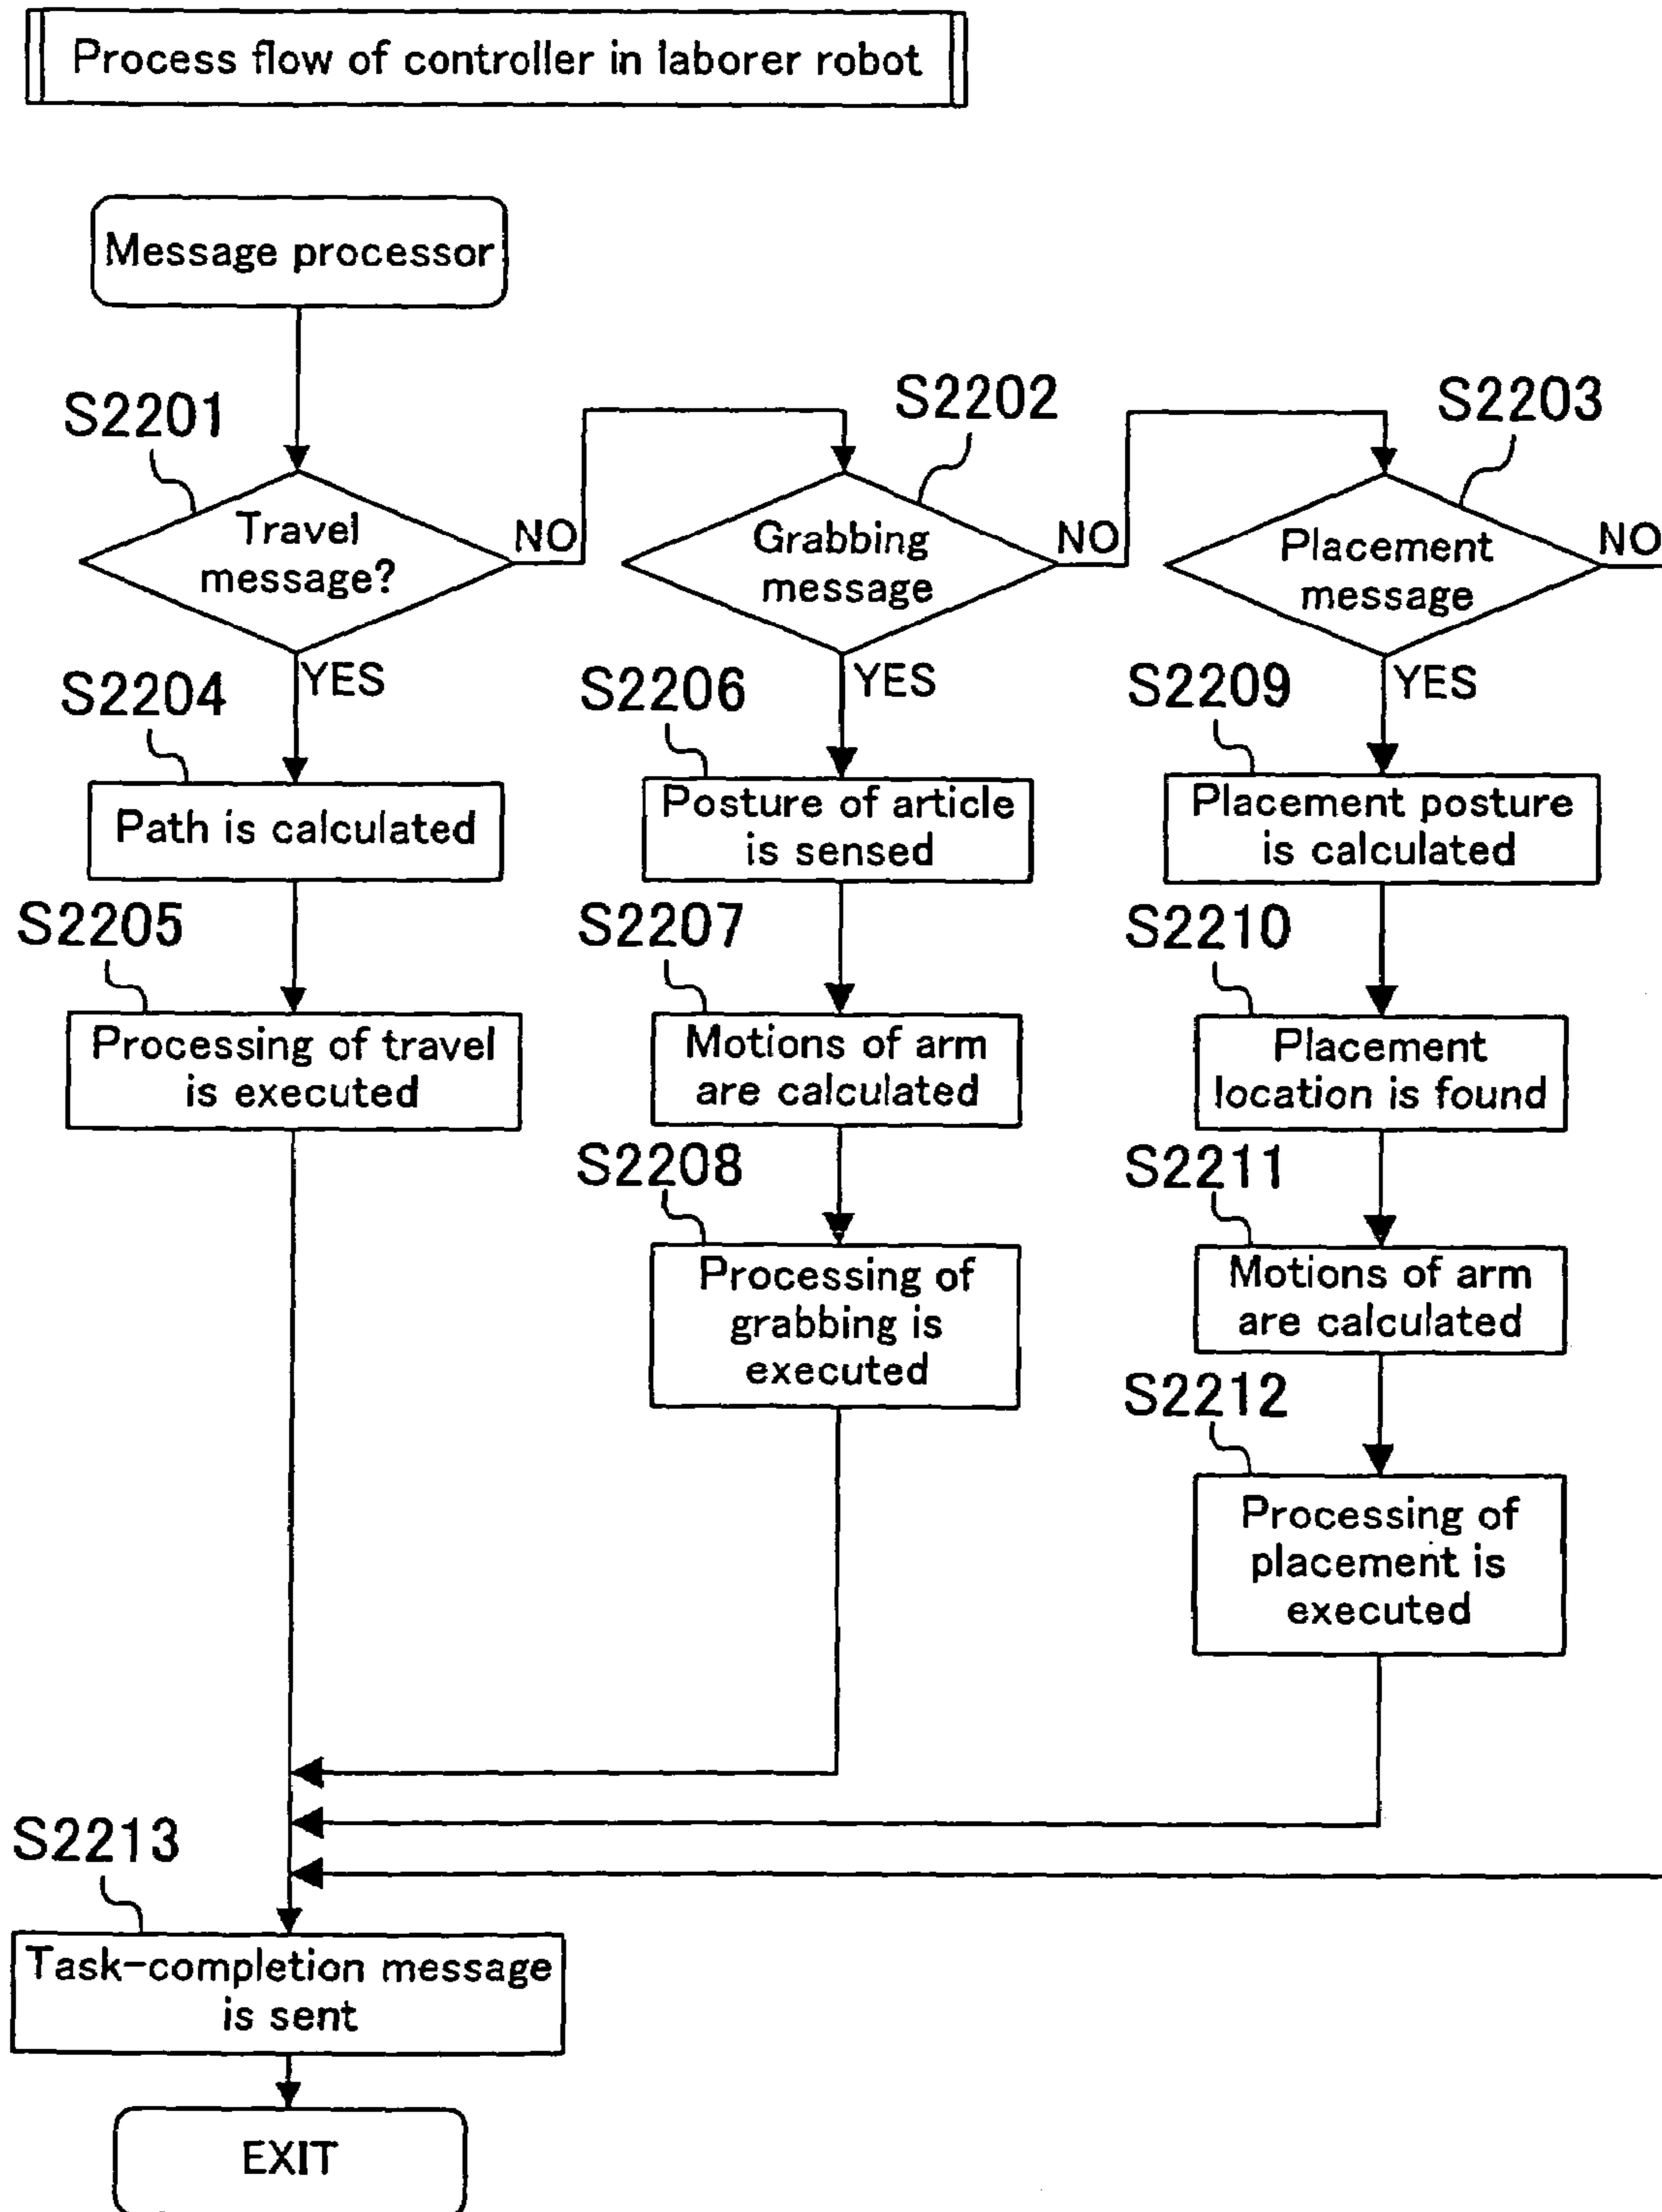 Process flow of controller in laborer robot
Message processor
S2201
S2202
S2203
Travel
message?
NO
Grabbing
message
NO
Placement
message
NO
YES
YES
YES
S2204
S2206
S2209
Path is calculated
Posture of article
is sensed
Placement posture
is calculated
S2205
S2207
S2210
Processing of travel
is executed
Motions of arm
are calculated
Placement
location is found
S2208
S2211
Processing of
grabbing is
executed
Motions of arm
are calculated
S2212
Processing of
placement is
executed
S2213
Task-completion message
is sent
EXIT